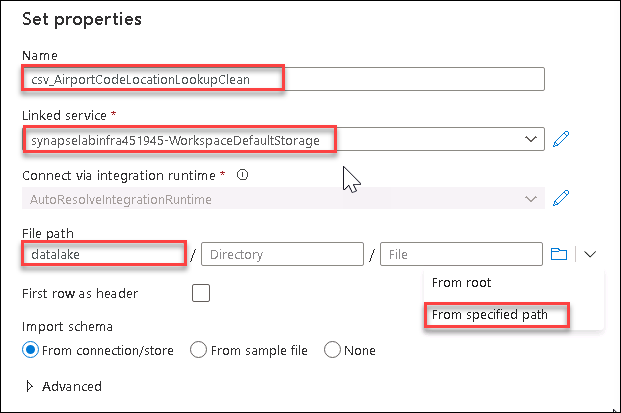 Set properties
Name
csv_AirportCodeLocationLookupClean
Linked service *
synapselabinfra451945-WorkspaceDefaultStorage
Connect via integration runtime *
AutoResolveIntegrationRuntime
File path
datalake / Directory / File
From root
First row as header
From specified path
Import schema
From connection/store From sample file None
Advanced